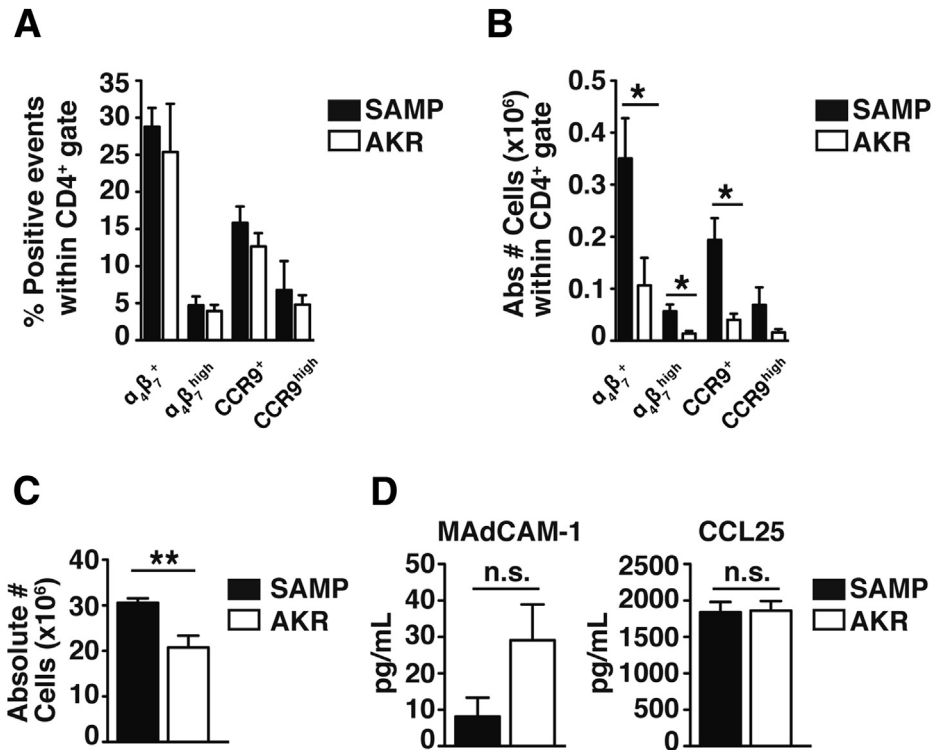 A
% Positive events
within CD4⁺ gate
35
30
25
20
15
10
5
0
α₄β₇⁺
α₄β₇ʰⁱᵍʰ
CCR9⁺
CCR9ʰⁱᵍʰ
SAMP
AKR
B
Abs # Cells (x10⁶)
within CD4⁺ gate
0.5
0.4
0.3
0.2
0.1
0
*
*
*
α₄β₇⁺
α₄β₇ʰⁱᵍʰ
CCR9⁺
CCR9ʰⁱᵍʰ
SAMP
AKR
C
Absolute #
Cells (x10⁶)
40
30
20
10
0
**
SAMP
AKR
D
MAdCAM-1
pg/mL
50
40
30
20
10
0
n.s.
CCL25
pg/mL
2500
2000
1500
1000
500
0
n.s.
SAMP
AKR